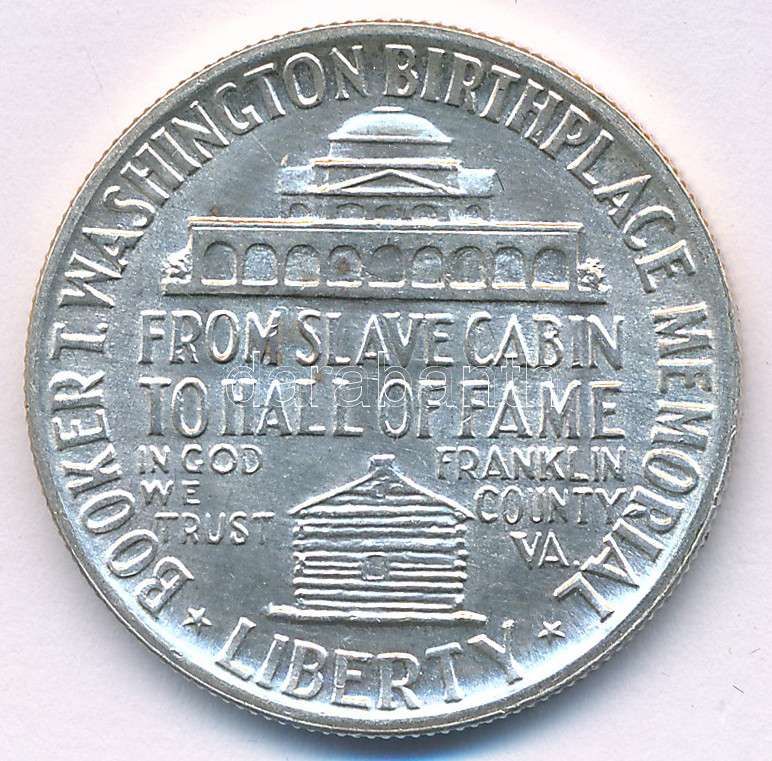 BOOKER T. WASHINGTON BIRTHPLACE MEMORIAL
FROM SLAVE CABIN
TO HALL OF FAME
IN GOD
WE
TRUST
FRANKLIN
COUNTY
VA.
LIBERTY
darabanth